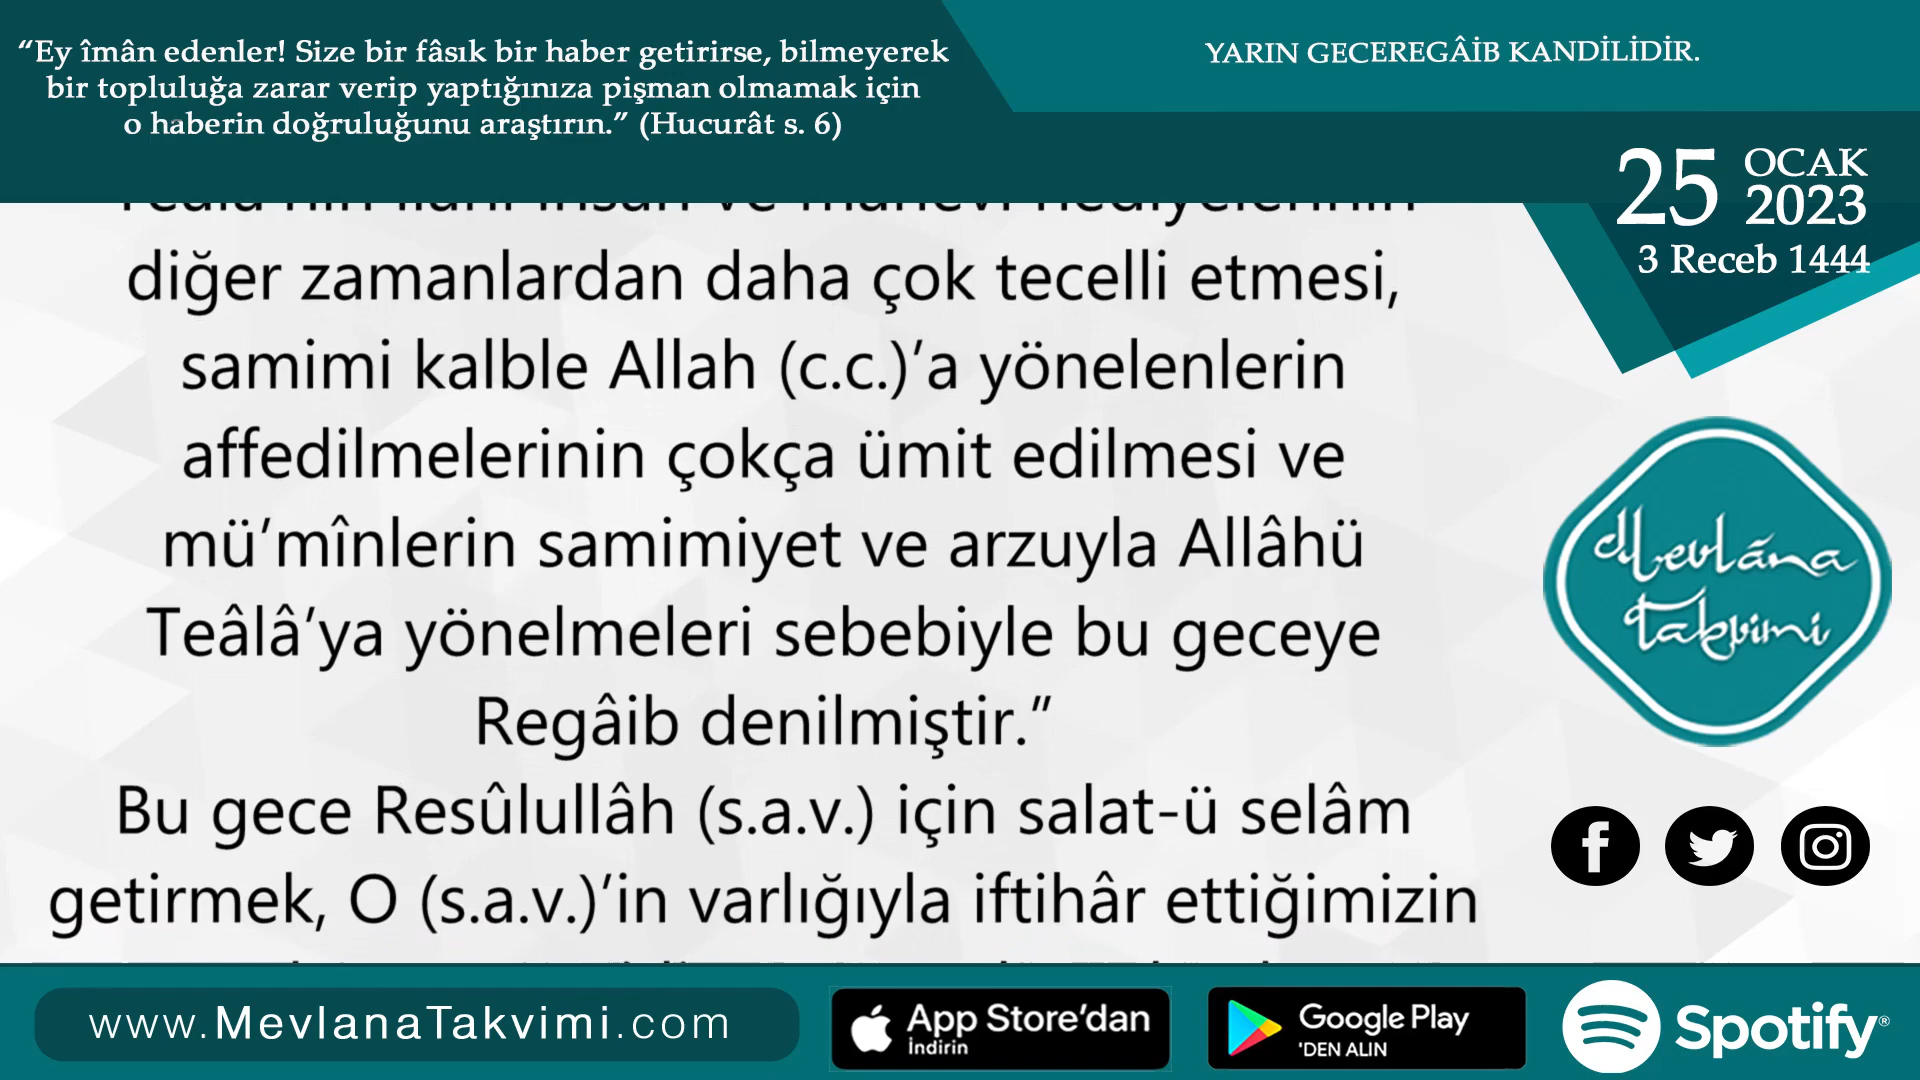 “Ey îmân edenler! Size bir fâsık bir haber getirirse, bilmeyerek
bir topluluğa zarar verip yaptığınıza pişman olmamak için
o haberin doğruluğunu araştırın.” (Hucurât s. 6)
YARIN GECEREGÂİB KANDİLİDİR.
25 OCAK
2023
3 Receb 1444
diğer zamanlardan daha çok tecelli etmesi,
samimi kalble Allah (c.c.)’a yönelenlerin
affedilmelerinin çokça ümit edilmesi ve
mü’mînlerin samimiyet ve arzuyla Allâhü
Teâlâ’ya yönelmeleri sebebiyle bu geceye
Regâib denilmiştir.”
Bu gece Resûlullâh (s.a.v.) için salat-ü selâm
getirmek, O (s.a.v.)’in varlığıyla iftihâr ettiğimizin
Mevlâna
Takvimi
www.MevlanaTakvimi.com
App Store’dan
İndirin
Google Play
'DEN ALIN
Spotify®